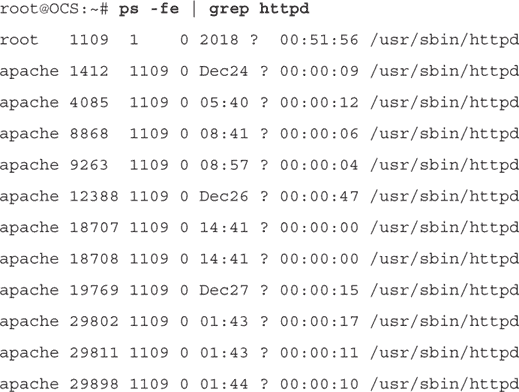 root@OCS:~# ps -fe | grep httpd
root 1109 1 0 2018 ? 00:51:56 /usr/sbin/httpd
apache 1412 1109 0 Dec24 ? 00:00:09 /usr/sbin/httpd
apache 4085 1109 0 05:40 ? 00:00:12 /usr/sbin/httpd
apache 8868 1109 0 08:41 ? 00:00:06 /usr/sbin/httpd
apache 9263 1109 0 08:57 ? 00:00:04 /usr/sbin/httpd
apache 12388 1109 0 Dec26 ? 00:00:47 /usr/sbin/httpd
apache 18707 1109 0 14:41 ? 00:00:00 /usr/sbin/httpd
apache 18708 1109 0 14:41 ? 00:00:00 /usr/sbin/httpd
apache 19769 1109 0 Dec27 ? 00:00:15 /usr/sbin/httpd
apache 29802 1109 0 01:43 ? 00:00:17 /usr/sbin/httpd
apache 29811 1109 0 01:43 ? 00:00:11 /usr/sbin/httpd
apache 29898 1109 0 01:44 ? 00:00:10 /usr/sbin/httpd